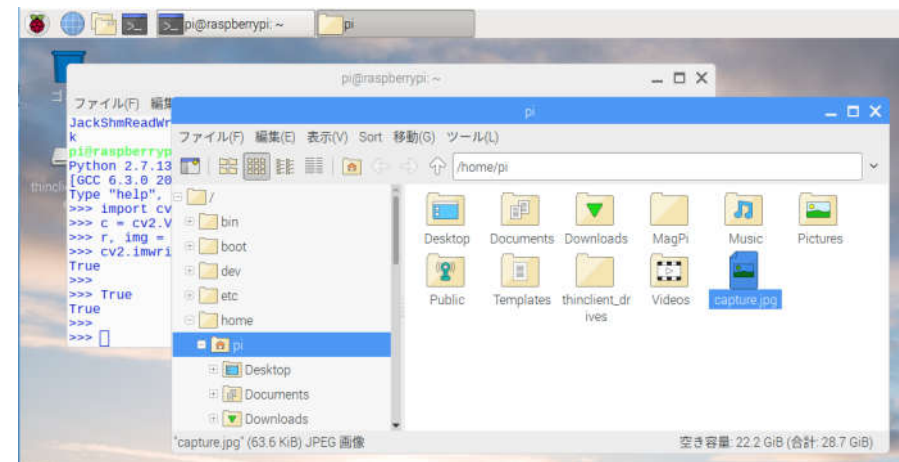 pi@raspberrypi: ~
pi
pi@raspberrypi: ~
ファイル(F) 編集
JackShmReadWr
k
pi@raspberryp
Python 2.7.13
[GCC 6.3.0 20
Type "help",
>>> import cv
>>> c = cv2.V
>>> r, img =
>>> cv2.imwri
True
>>>
>>> True
True
>>>
>>>
pi
ファイル(F) 編集(E) 表示(V) Sort 移動(G) ツール(L)
/home/pi
/
bin
boot
dev
etc
home
pi
Desktop
Documents
Downloads
Desktop Documents Downloads MagPi Music Pictures
Public Templates thinclient_dr Videos capture.jpg
ives
"capture.jpg" (63.6 KiB) JPEG 画像
空き容量: 22.2 GiB (合計: 28.7 GiB)